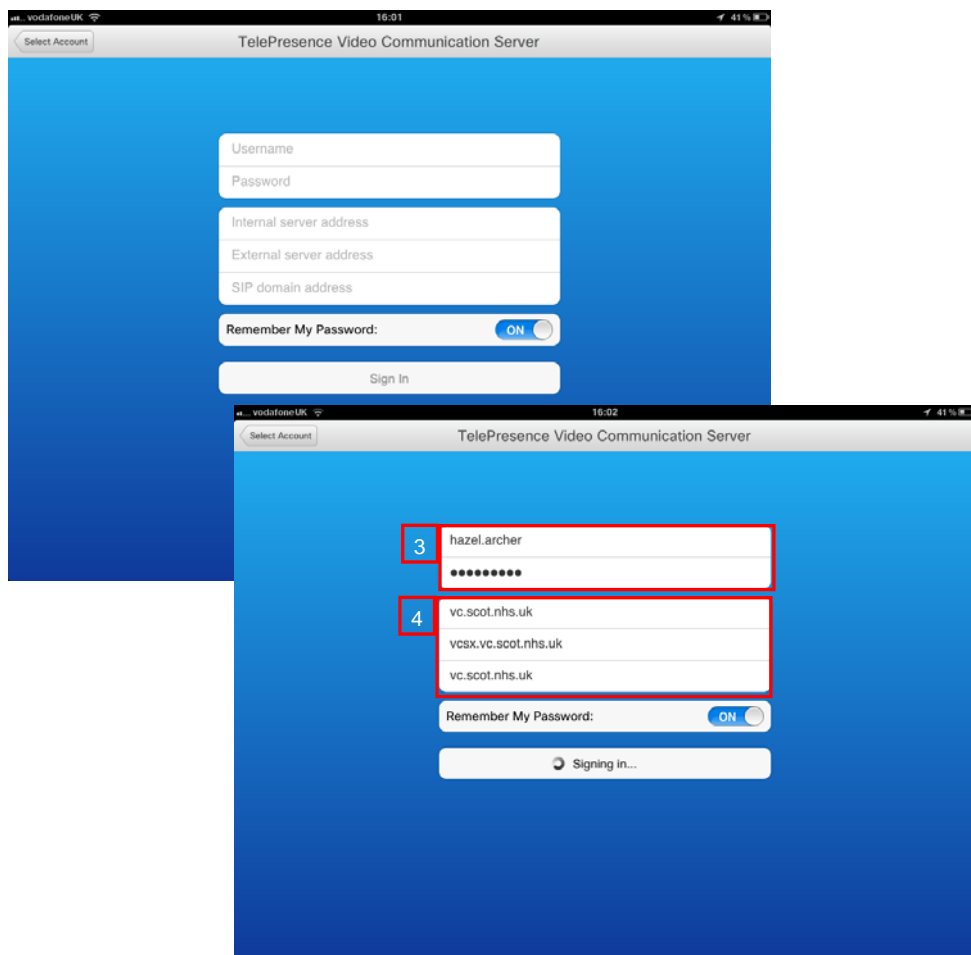 vodafoneUK 16:01 41%
Select Account TelePresence Video Communication Server
Username
Password
Internal server address
External server address
SIP domain address
Remember My Password: ON
Sign In
vodafoneUK 16:02 41%
Select Account TelePresence Video Communication Server
3 hazel.archer
●●●●●●●●●
4 vc.scot.nhs.uk
vcsx.vc.scot.nhs.uk
vc.scot.nhs.uk
Remember My Password: ON
Signing in...